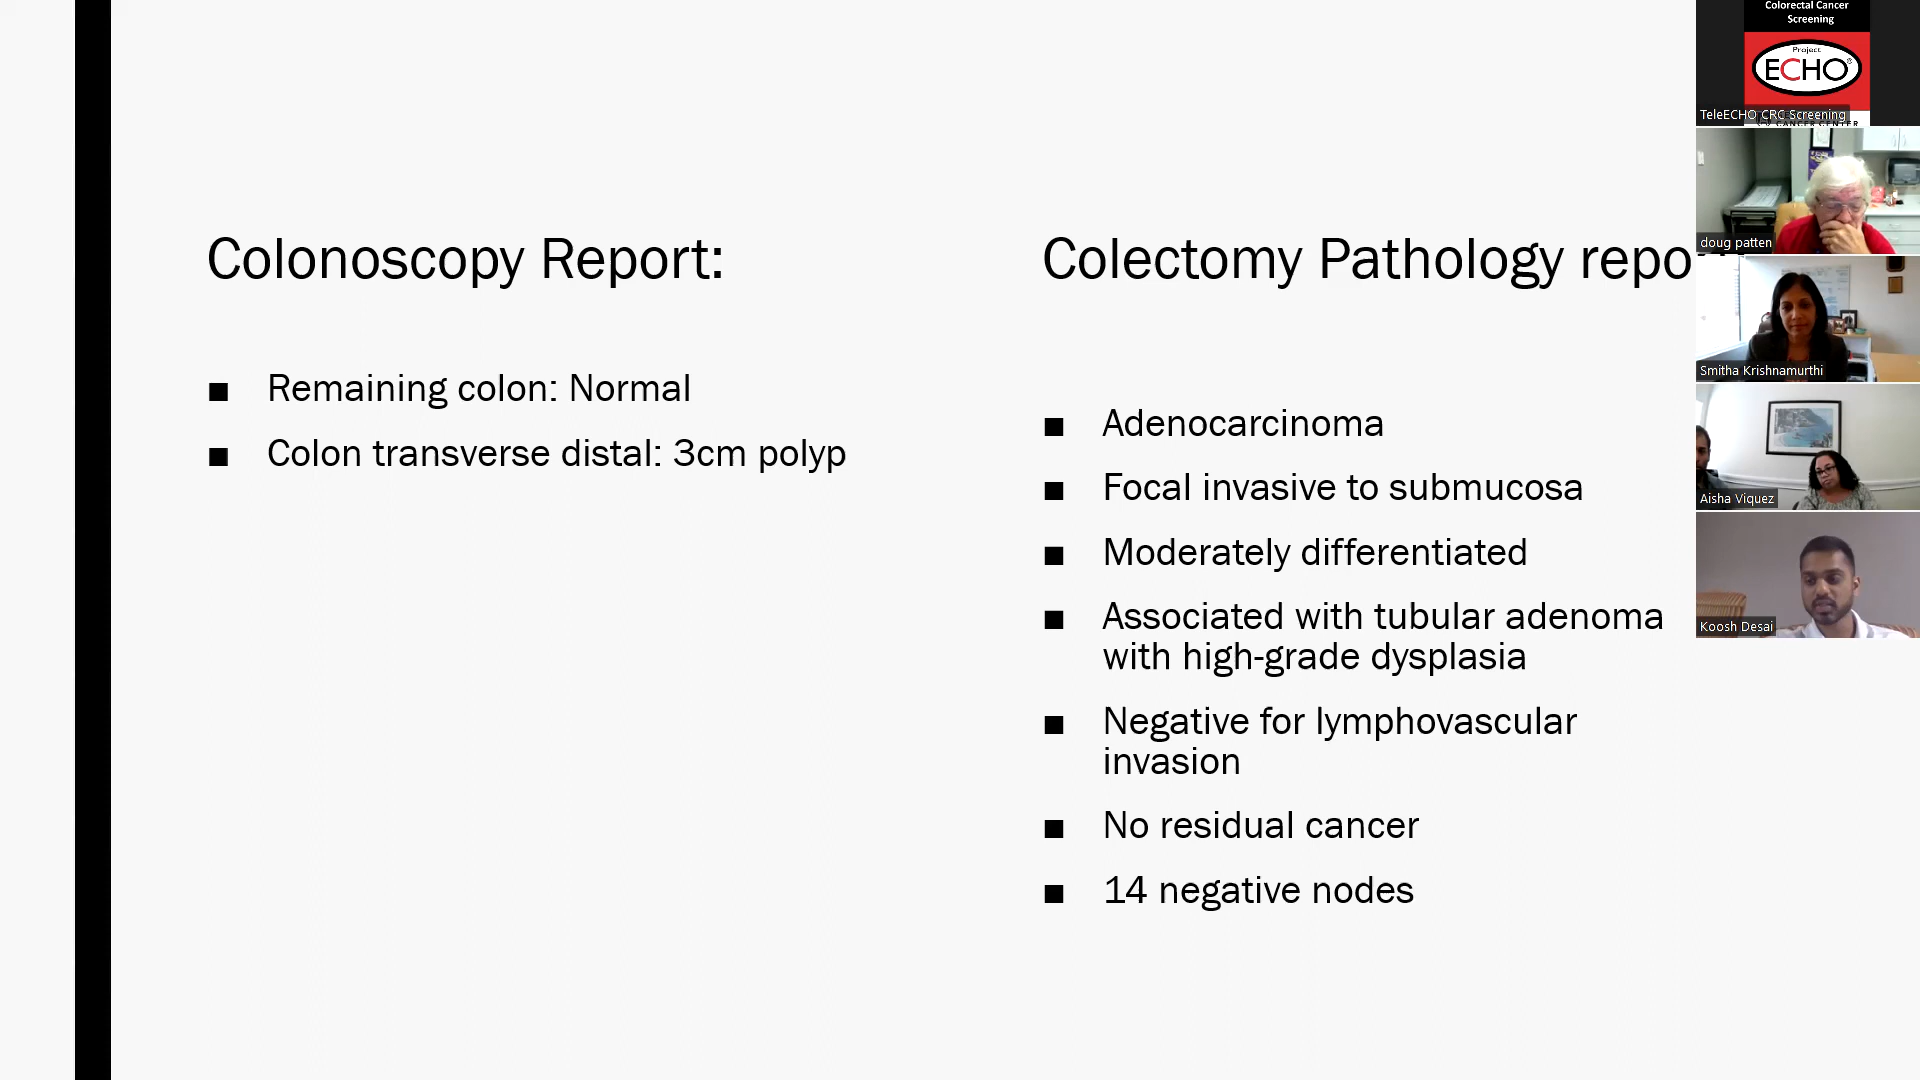 Colonoscopy Report:
■ Remaining colon: Normal
■ Colon transverse distal: 3cm polyp
Colectomy Pathology repo
■ Adenocarcinoma
■ Focal invasive to submucosa
■ Moderately differentiated
■ Associated with tubular adenoma
with high-grade dysplasia
■ Negative for lymphovascular
invasion
■ No residual cancer
■ 14 negative nodes
Colorectal Cancer
Screening
Project
ECHO®
TeleECHO CRC Screening
CANCER CENTER
doug patten
Smitha Krishnamurthi
Aisha Viquez
Koosh Desai